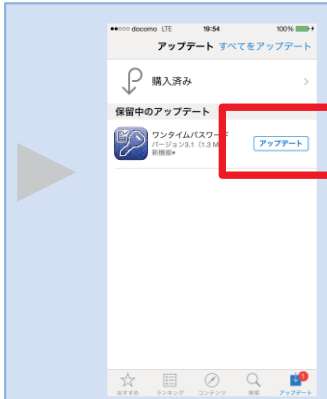 ●●○○○ docomo LTE 19:54 100%
アップデート すべてをアップデート
購入済み
保留中のアップデート
ワンタイムパスワード
バージョン3.1 (1.3 M
アップデート
新機能▾
おすすめ ランキング コンテンツ 検索 アップデート
1